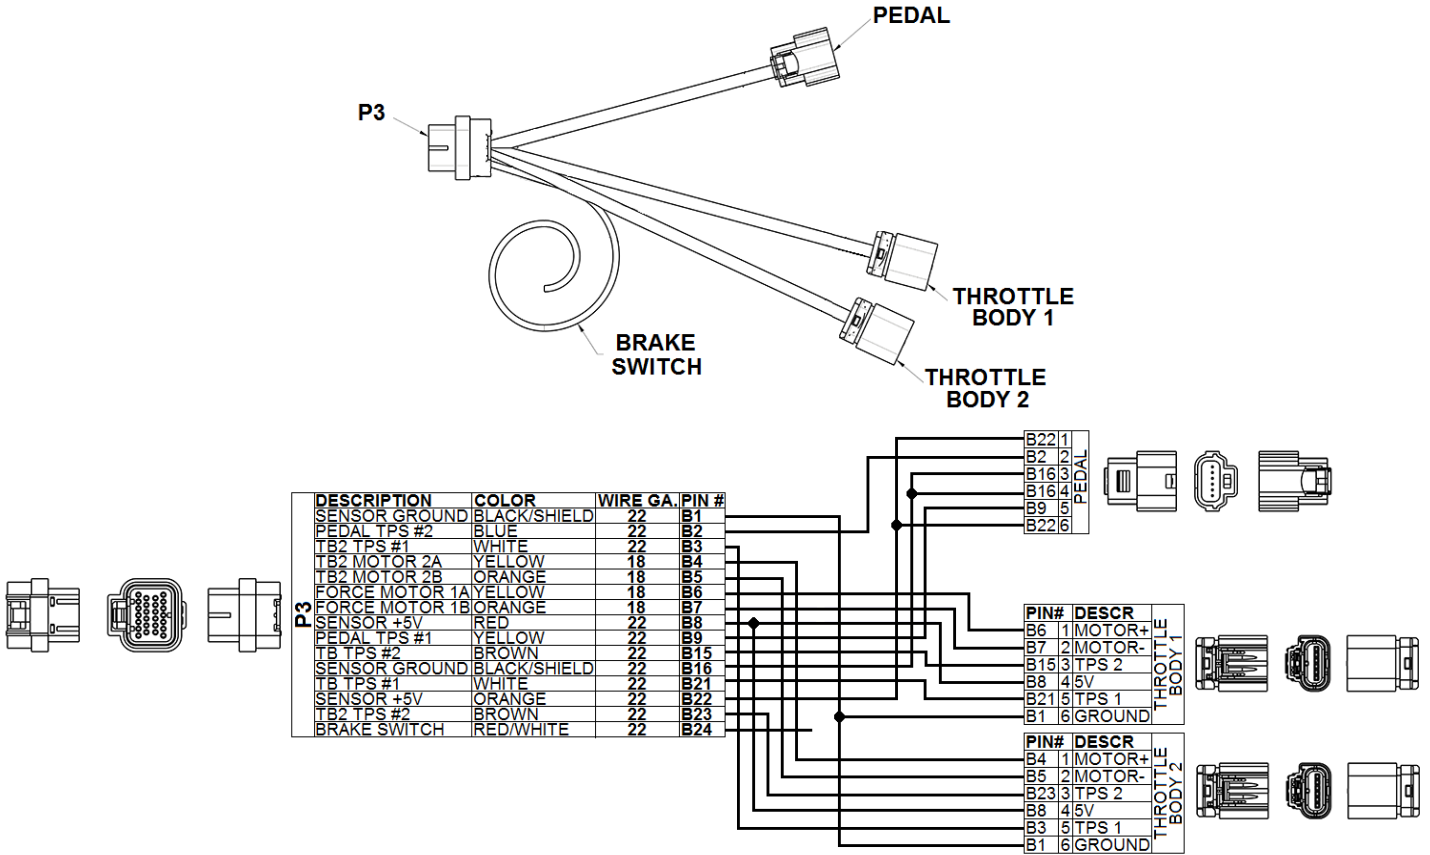 PEDAL
P3
THROTTLE
BODY 1
BRAKE
SWITCH
THROTTLE
BODY 2
B22 1
B2 2
B16 3
B16 4
B9 5
B22 6
PEDAL
DESCRIPTION COLOR WIRE GA. PIN #
SENSOR GROUND BLACK/SHIELD 22 B1
PEDAL TPS #2 BLUE 22 B2
TB2 TPS #1 WHITE 22 B3
TB2 MOTOR 2A YELLOW 18 B4
TB2 MOTOR 2B ORANGE 18 B5
FORCE MOTOR 1A YELLOW 18 B6
FORCE MOTOR 1B ORANGE 18 B7
SENSOR +5V RED 22 B8
PEDAL TPS #1 YELLOW 22 B9
TB TPS #2 BROWN 22 B15
SENSOR GROUND BLACK/SHIELD 22 B16
TB TPS #1 WHITE 22 B21
SENSOR +5V ORANGE 22 B22
TB2 TPS #2 BROWN 22 B23
BRAKE SWITCH RED/WHITE 22 B24
P3
PIN# DESCR
B6 1 MOTOR+
B7 2 MOTOR-
B15 3 TPS 2
B8 4 5V
B21 5 TPS 1
B1 6 GROUND
THROTTLE
BODY 1
PIN# DESCR
B4 1 MOTOR+
B5 2 MOTOR-
B23 3 TPS 2
B8 4 5V
B3 5 TPS 1
B1 6 GROUND
THROTTLE
BODY 2